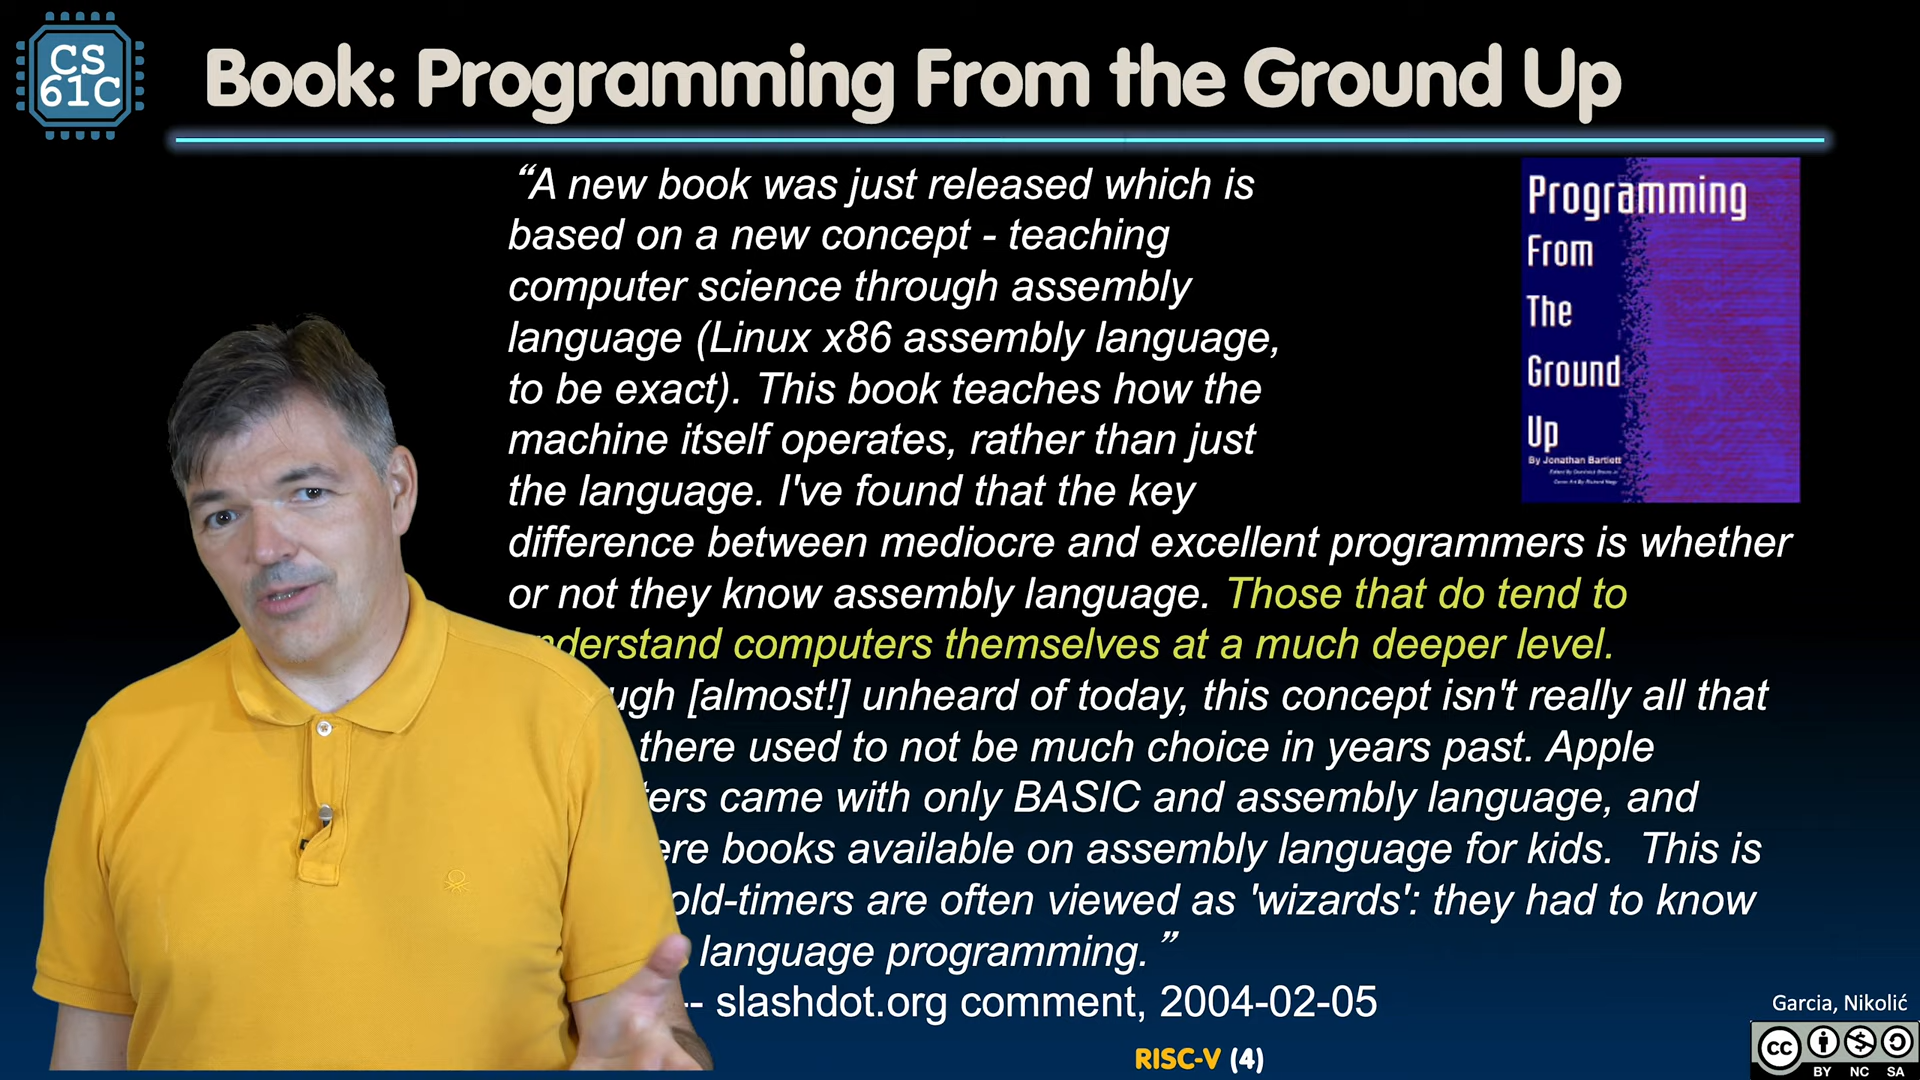 CS
61C
Book: Programming From the Ground Up
“A new book was just released which is
based on a new concept - teaching
computer science through assembly
language (Linux x86 assembly language,
to be exact). This book teaches how the
machine itself operates, rather than just
the language. I've found that the key
difference between mediocre and excellent programmers is whether
or not they know assembly language. Those that do tend to
nderstand computers themselves at a much deeper level.
ugh [almost!] unheard of today, this concept isn't really all that
there used to not be much choice in years past. Apple
ters came with only BASIC and assembly language, and
ere books available on assembly language for kids. This is
old-timers are often viewed as 'wizards': they had to know
language programming.”
-- slashdot.org comment, 2004-02-05
Programming
From
The
Ground
Up
By Jonathan Bartlett
Garcia, Nikolić
RISC-V (4)
cc
BY NC SA